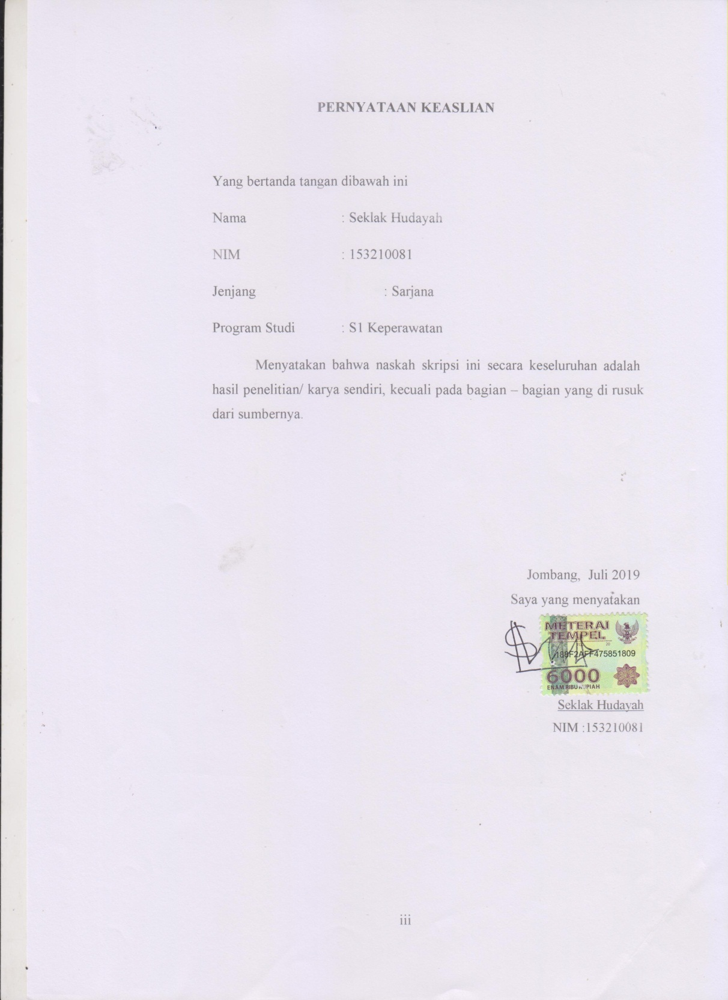 PERNYATAAN KEASLIAN
Yang bertanda tangan dibawah ini
Nama : Seklak Hudayah
NIM : 153210081
Jenjang : Sarjana
Program Studi : S1 Keperawatan
Menyatakan bahwa naskah skripsi ini secara keseluruhan adalah
hasil penelitian/ karya sendiri, kecuali pada bagian – bagian yang di rusuk
dari sumbernya.
Jombang, Juli 2019
Saya yang menyatakan
METERAI
TEMPEL
20
188F2AFF475851809
6000
ENAM RIBU RUPIAH
Seklak Hudayah
NIM :153210081
iii